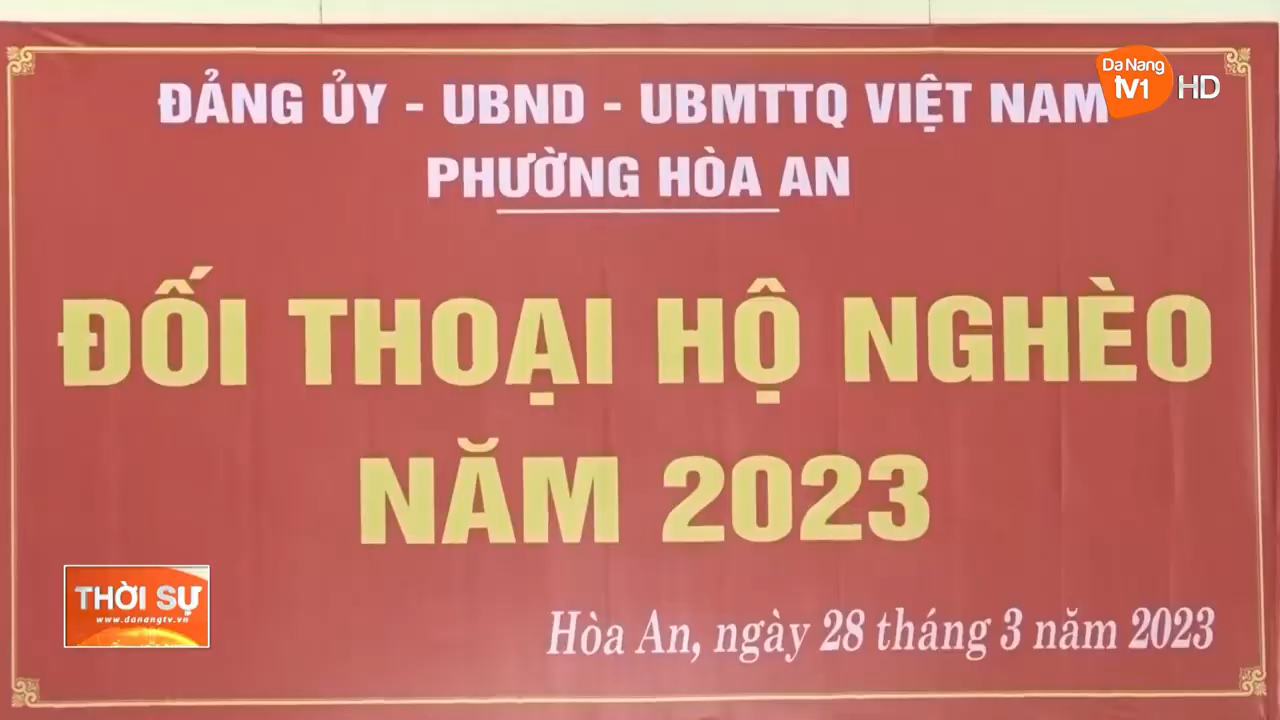 Da Nang
tv1 HD
ĐẢNG ỦY - UBND - UBMTTQ VIỆT NAM
PHƯỜNG HÒA AN
ĐỐI THOẠI HỘ NGHÈO
NĂM 2023
THỜI SỰ
www.danangtv.vn
Hòa An, ngày 28 tháng 3 năm 2023